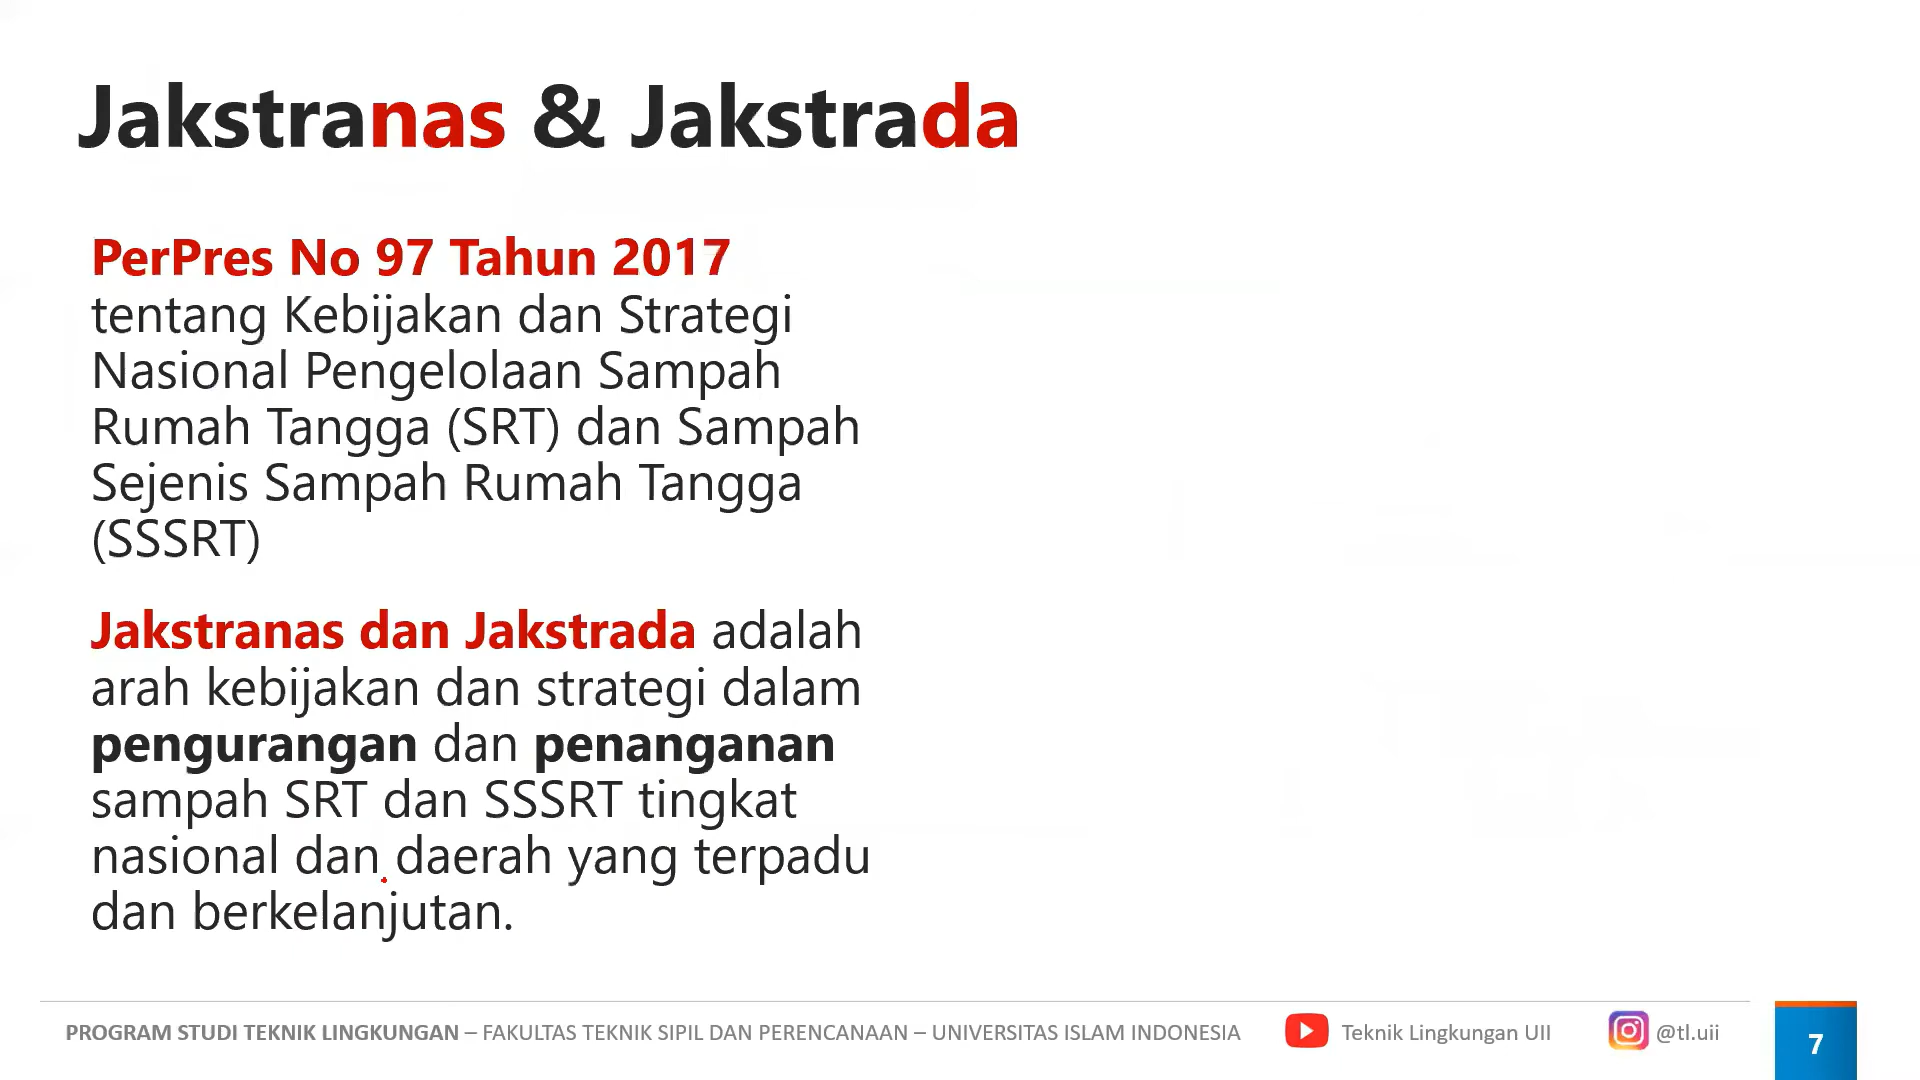 Jakstranas & Jakstrada
PerPres No 97 Tahun 2017
tentang Kebijakan dan Strategi
Nasional Pengelolaan Sampah
Rumah Tangga (SRT) dan Sampah
Sejenis Sampah Rumah Tangga
(SSSRT)
Jakstranas dan Jakstrada adalah
arah kebijakan dan strategi dalam
pengurangan dan penanganan
sampah SRT dan SSSRT tingkat
nasional dan daerah yang terpadu
dan berkelanjutan.
PROGRAM STUDI TEKNIK LINGKUNGAN – FAKULTAS TEKNIK SIPIL DAN PERENCANAAN – UNIVERSITAS ISLAM INDONESIA Teknik Lingkungan UII @tl.uii 7